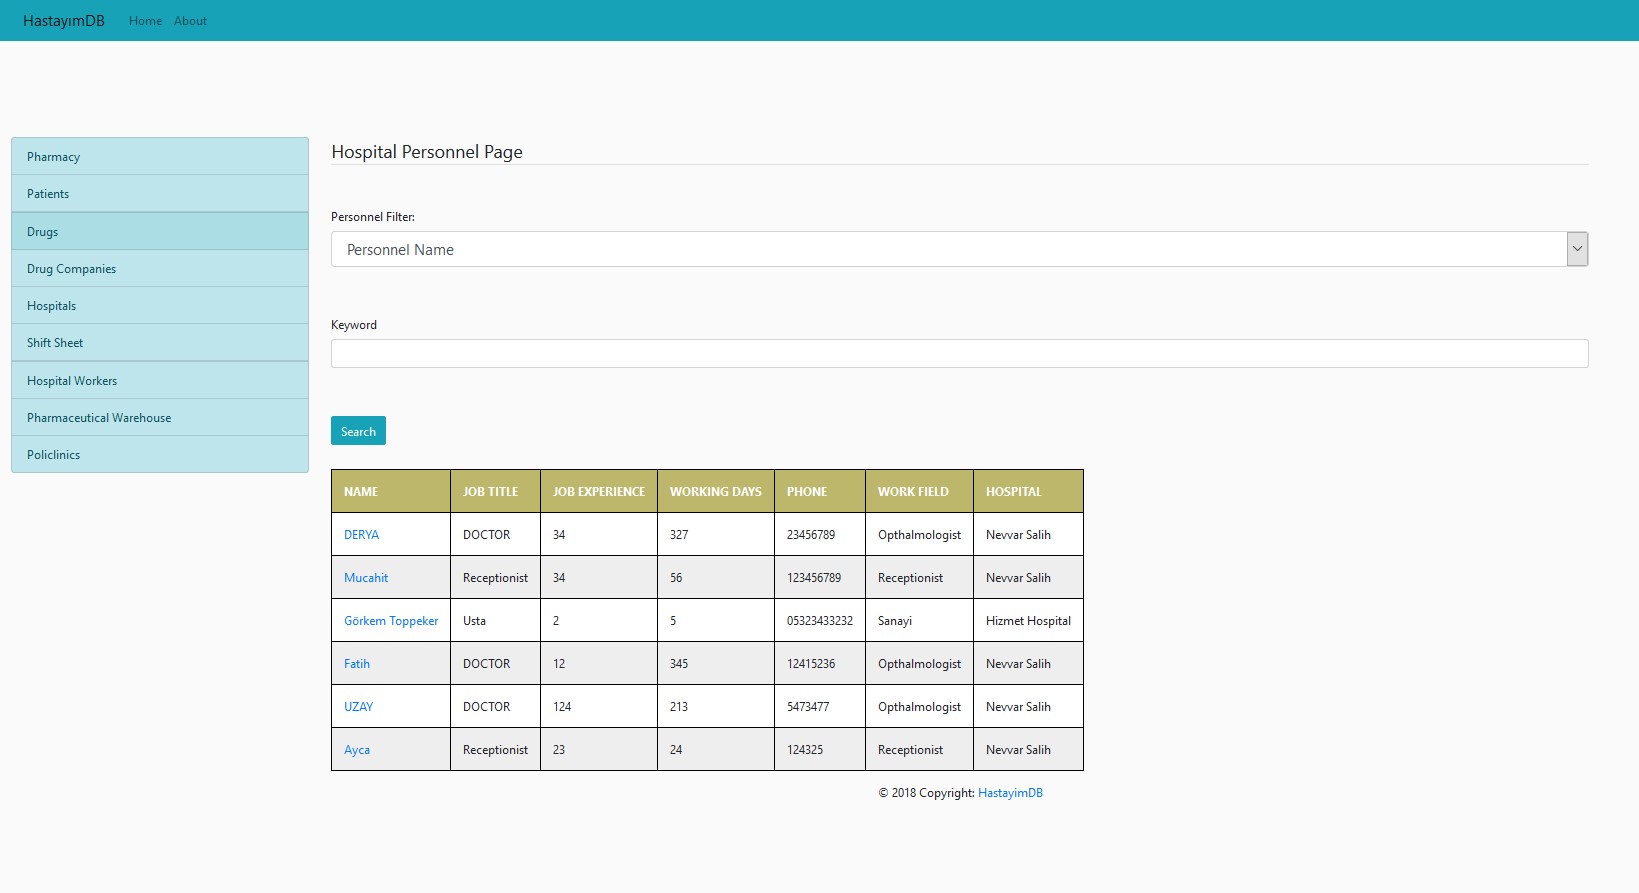 HastayımDB Home About
Pharmacy
Patients
Drugs
Drug Companies
Hospitals
Shift Sheet
Hospital Workers
Pharmaceutical Warehouse
Policlinics
Hospital Personnel Page
Personnel Filter:
Personnel Name
Keyword
Search
NAME JOB TITLE JOB EXPERIENCE WORKING DAYS PHONE WORK FIELD HOSPITAL
DERYA DOCTOR 34 327 23456789 Opthalmologist Nevvar Salih
Mucahit Receptionist 34 56 123456789 Receptionist Nevvar Salih
Görkem Toppeker Usta 2 5 05323433232 Sanayi Hizmet Hospital
Fatih DOCTOR 12 345 12415236 Opthalmologist Nevvar Salih
UZAY DOCTOR 124 213 5473477 Opthalmologist Nevvar Salih
Ayca Receptionist 23 24 124325 Receptionist Nevvar Salih
© 2018 Copyright: HastayimDB